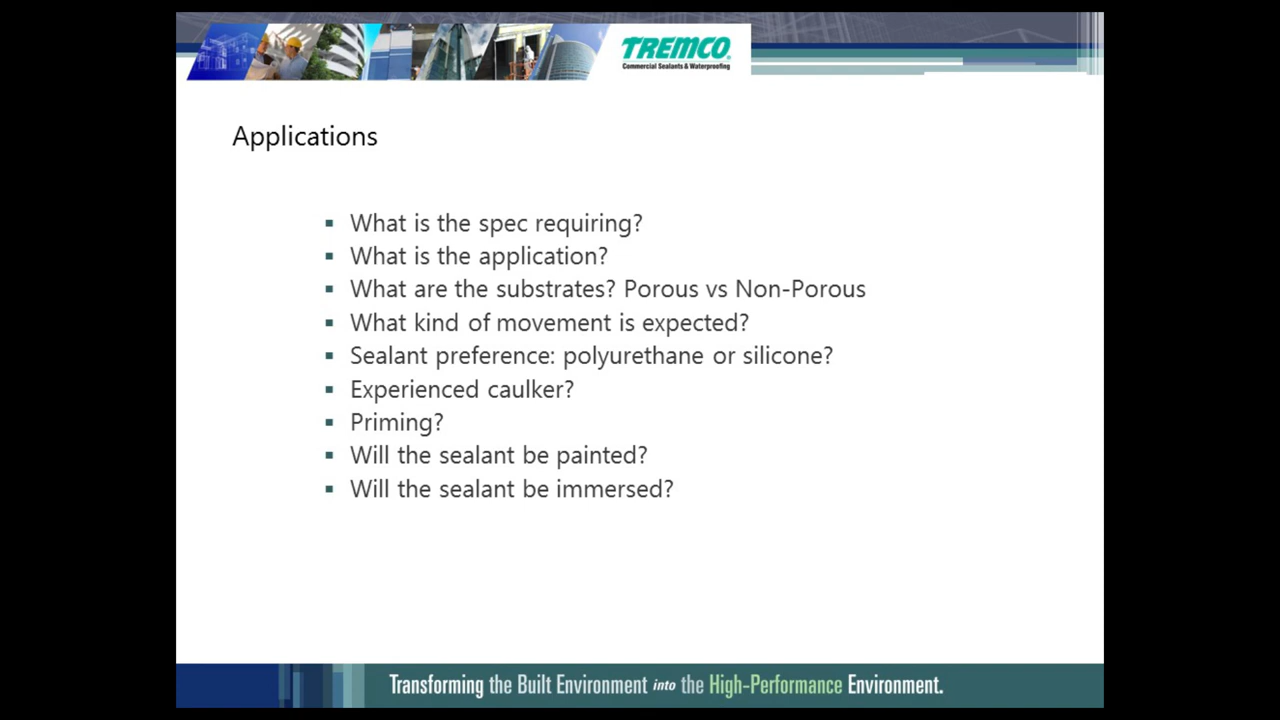 TREMCO®
Commercial Sealants & Waterproofing
Applications
▪ What is the spec requiring?
▪ What is the application?
▪ What are the substrates? Porous vs Non-Porous
▪ What kind of movement is expected?
▪ Sealant preference: polyurethane or silicone?
▪ Experienced caulker?
▪ Priming?
▪ Will the sealant be painted?
▪ Will the sealant be immersed?
Transforming the Built Environment into the High-Performance Environment.